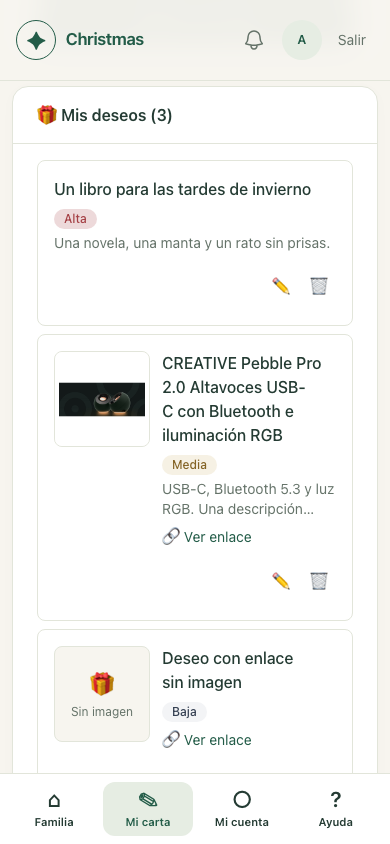 Christmas
A
Salir
Mis deseos (3)
Un libro para las tardes de invierno
Alta
Una novela, una manta y un rato sin prisas.
CREATIVE Pebble Pro
2.0 Altavoces USB-
C con Bluetooth e
iluminación RGB
Media
USB-C, Bluetooth 5.3 y luz
RGB. Una descripción...
Ver enlace
Deseo con enlace
sin imagen
Sin imagen
Baja
Ver enlace
Familia
Mi carta
Mi cuenta
?
Ayuda